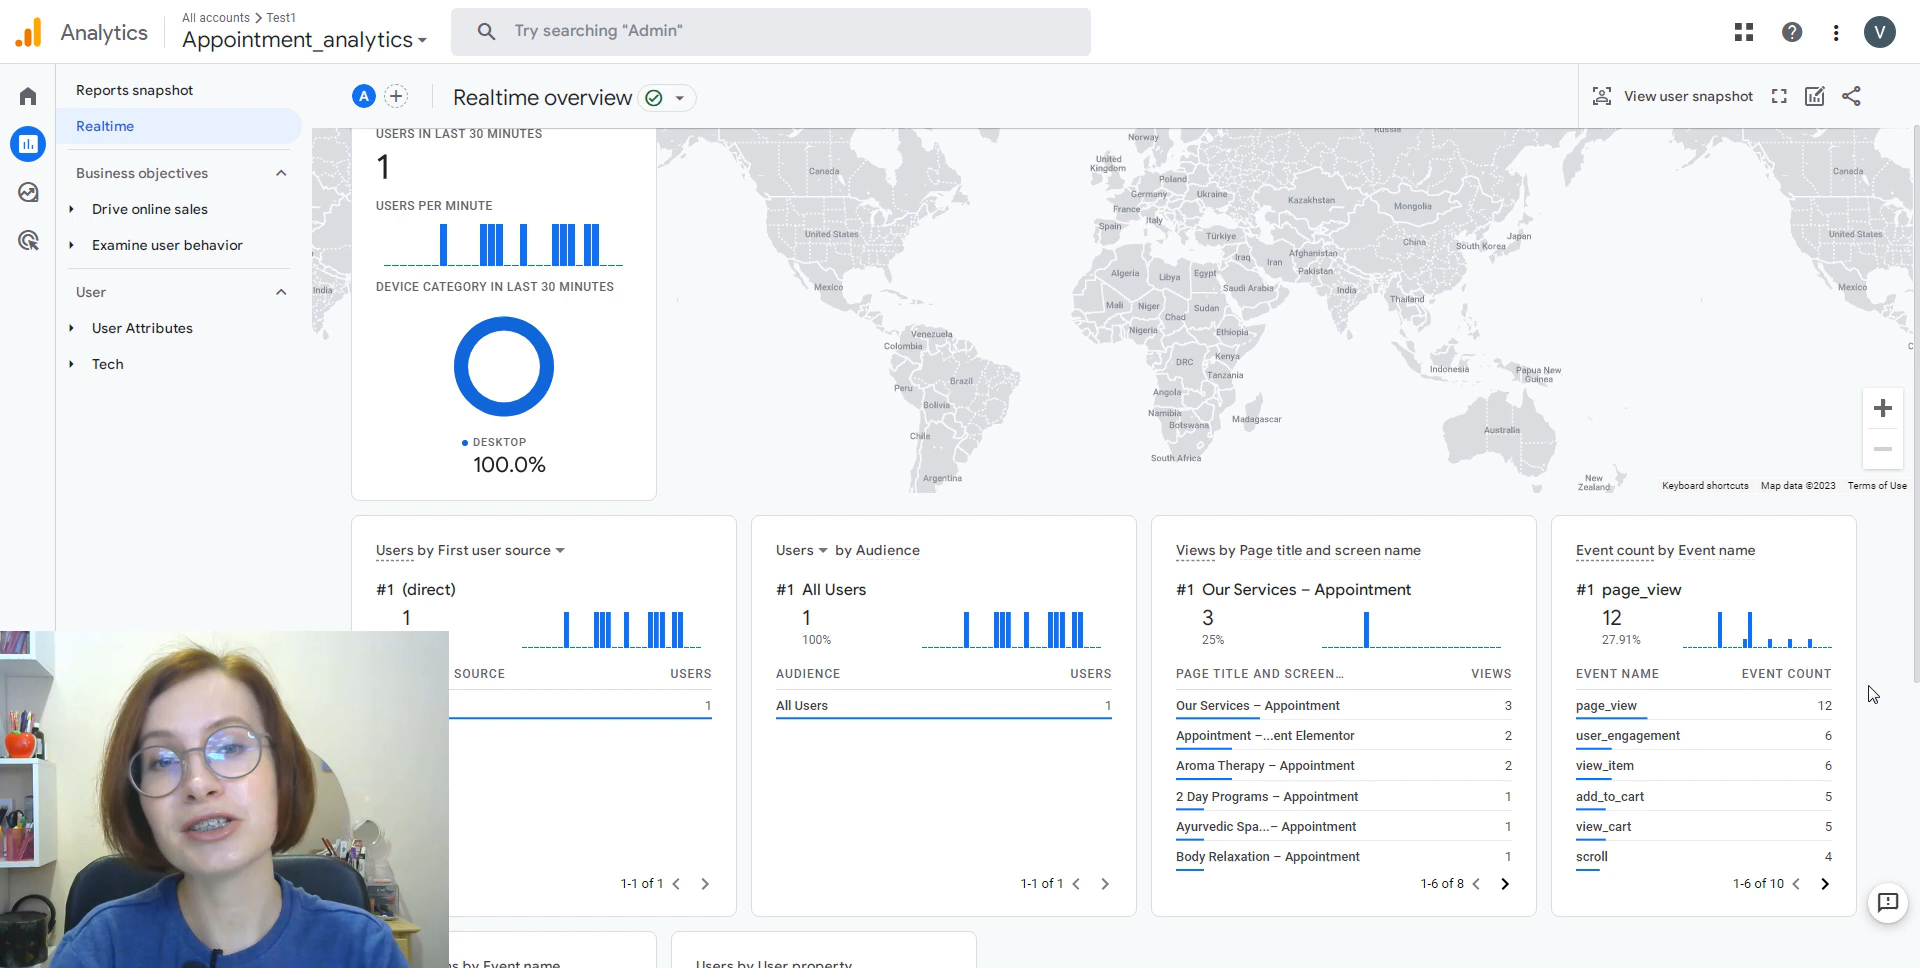 Analytics
All accounts > Test1
Appointment_analytics
Try searching "Admin"
V
Reports snapshot
Realtime
Business objectives
Drive online sales
Examine user behavior
User
User Attributes
Tech
A
Realtime overview
View user snapshot
USERS IN LAST 30 MINUTES
1
USERS PER MINUTE
DEVICE CATEGORY IN LAST 30 MINUTES
DESKTOP
100.0%
India
Canada
United States
Mexico
Venezuela
Colombia
Peru
Brazil
Bolivia
Chile
Argentina
Norway
Russia
United Kingdom
Poland
Germany
Ukraine
France
Italy
Spain
Türkiye
Kazakhstan
Mongolia
China
South Korea
Japan
Afghanistan
Iraq
Iran
Pakistan
Algeria
Libya
Egypt
Saudi Arabia
India
Thailand
Mali
Niger
Chad
Sudan
Nigeria
Ethiopia
DRC
Kenya
Tanzania
Angola
Namibia
Botswana
Madagascar
South Africa
Indonesia
Papua New Guinea
Australia
New Zealand
Canada
United States
Mexico
Keyboard shortcuts
Map data ©2023
Terms of Use
Users by First user source
#1 (direct)
1
SOURCE USERS
1
1-1 of 1
Users by Audience
#1 All Users
1
100%
AUDIENCE USERS
All Users 1
1-1 of 1
Views by Page title and screen name
#1 Our Services – Appointment
3
25%
PAGE TITLE AND SCREEN… VIEWS
Our Services – Appointment 3
Appointment –...ent Elementor 2
Aroma Therapy – Appointment 2
2 Day Programs – Appointment 1
Ayurvedic Spa...– Appointment 1
Body Relaxation – Appointment 1
1-6 of 8
Event count by Event name
#1 page_view
12
27.91%
EVENT NAME EVENT COUNT
page_view 12
user_engagement 6
view_item 6
add_to_cart 5
view_cart 5
scroll 4
1-6 of 10
by Event name
Users by User property